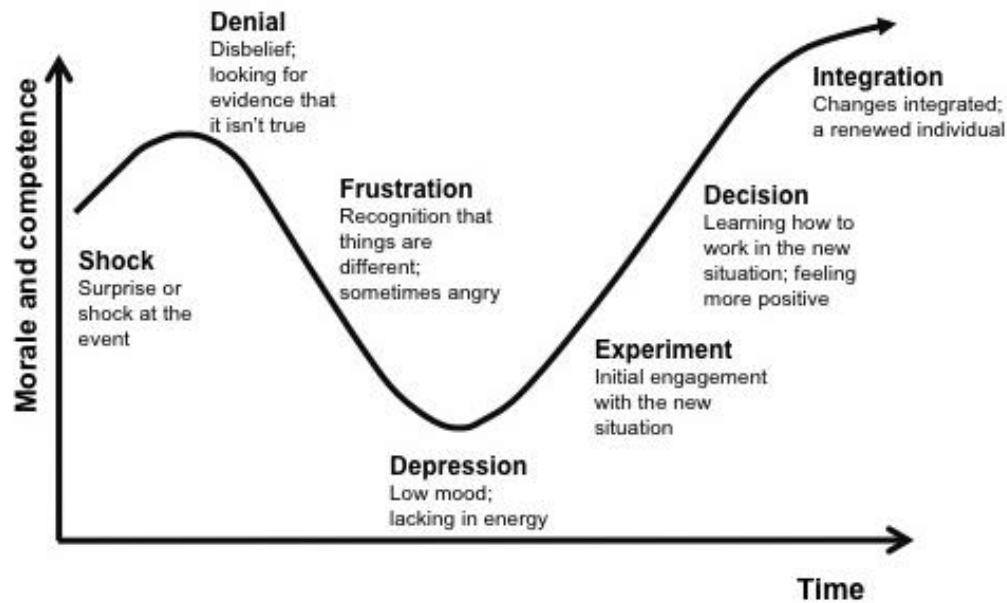 Denial
Disbelief;
looking for
evidence that
it isn't true
Integration
Changes integrated;
a renewed individual
Frustration
Recognition that
things are
different;
sometimes angry
Decision
Learning how to
work in the new
situation; feeling
more positive
Shock
Surprise or
shock at the
event
Experiment
Initial engagement
with the new
situation
Depression
Low mood;
lacking in energy
Morale and competence
Time